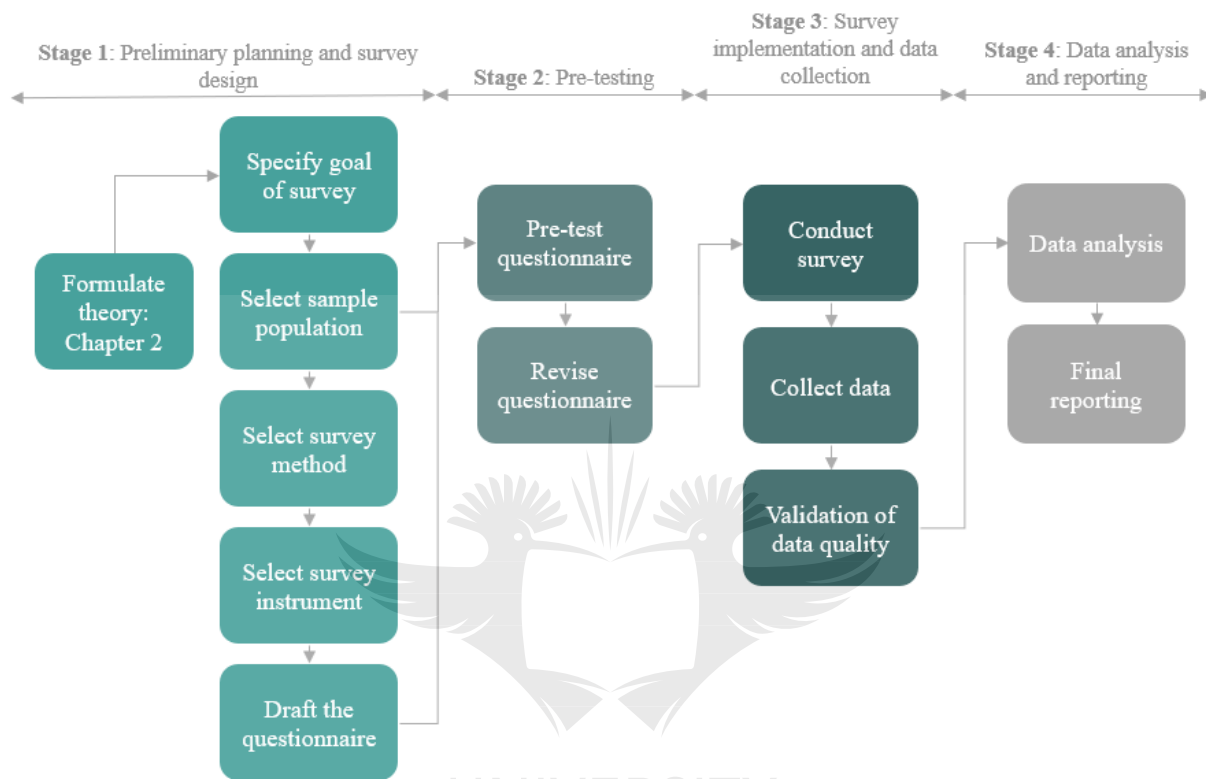 Stage 1: Preliminary planning and survey
design
Stage 2: Pre-testing
Stage 3: Survey
implementation and data
collection
Stage 4: Data analysis
and reporting
Formulate
theory:
Chapter 2
Specify goal
of survey
Select sample
population
Select survey
method
Select survey
instrument
Draft the
questionnaire
Pre-test
questionnaire
Revise
questionnaire
Conduct
survey
Collect data
Validation of
data quality
Data analysis
Final
reporting